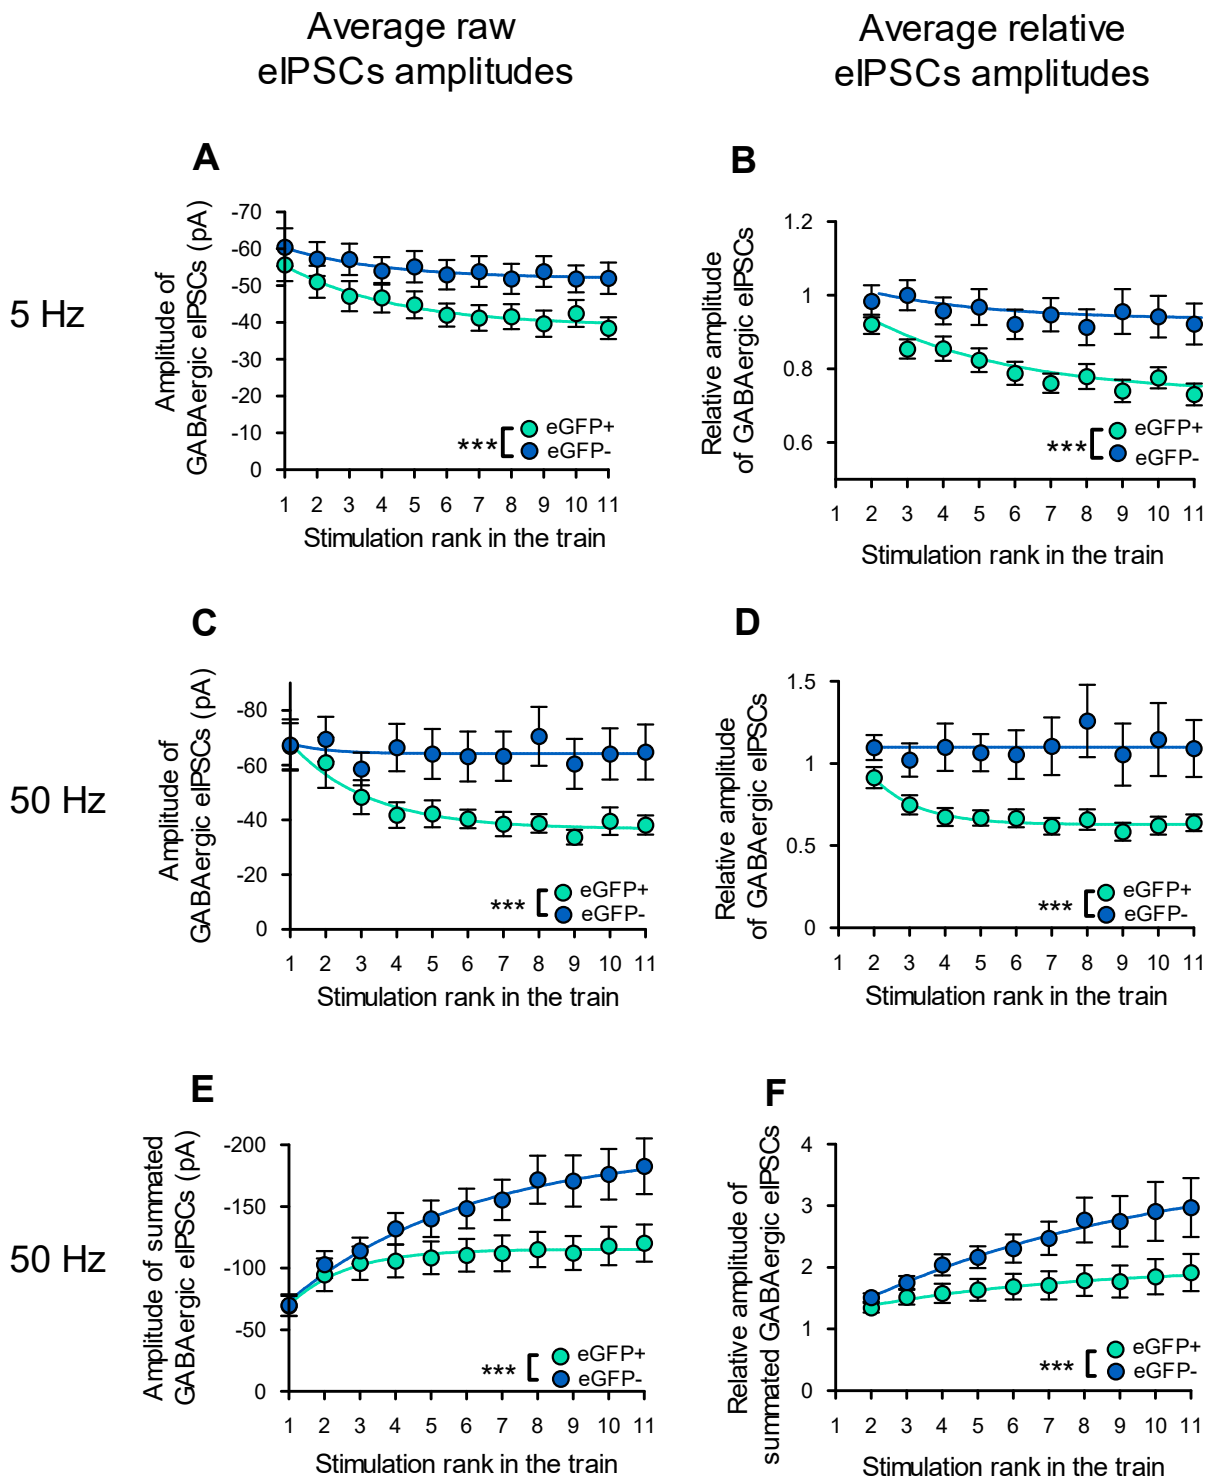 Average raw
eIPSCs amplitudes
Average relative
eIPSCs amplitudes
5 Hz
A
Amplitude of
GABAergic eIPSCs (pA)
-70
-60
-50
-40
-30
-20
-10
0
*** eGFP+
eGFP-
1 2 3 4 5 6 7 8 9 10 11
Stimulation rank in the train
B
Relative amplitude
of GABAergic eIPSCs
1.2
1
0.8
0.6
*** eGFP+
eGFP-
1 2 3 4 5 6 7 8 9 10 11
Stimulation rank in the train
50 Hz
C
Amplitude of
GABAergic eIPSCs (pA)
-80
-60
-40
-20
0
*** eGFP+
eGFP-
1 2 3 4 5 6 7 8 9 10 11
Stimulation rank in the train
D
Relative amplitude
of GABAergic eIPSCs
1.5
1
0.5
0
*** eGFP+
eGFP-
1 2 3 4 5 6 7 8 9 10 11
Stimulation rank in the train
50 Hz
E
Amplitude of summated
GABAergic eIPSCs (pA)
-200
-150
-100
-50
0
*** eGFP+
eGFP-
1 2 3 4 5 6 7 8 9 10 11
Stimulation rank in the train
F
Relative amplitude of
summated GABAergic eIPSCs
4
3
2
1
0
*** eGFP+
eGFP-
1 2 3 4 5 6 7 8 9 10 11
Stimulation rank in the train